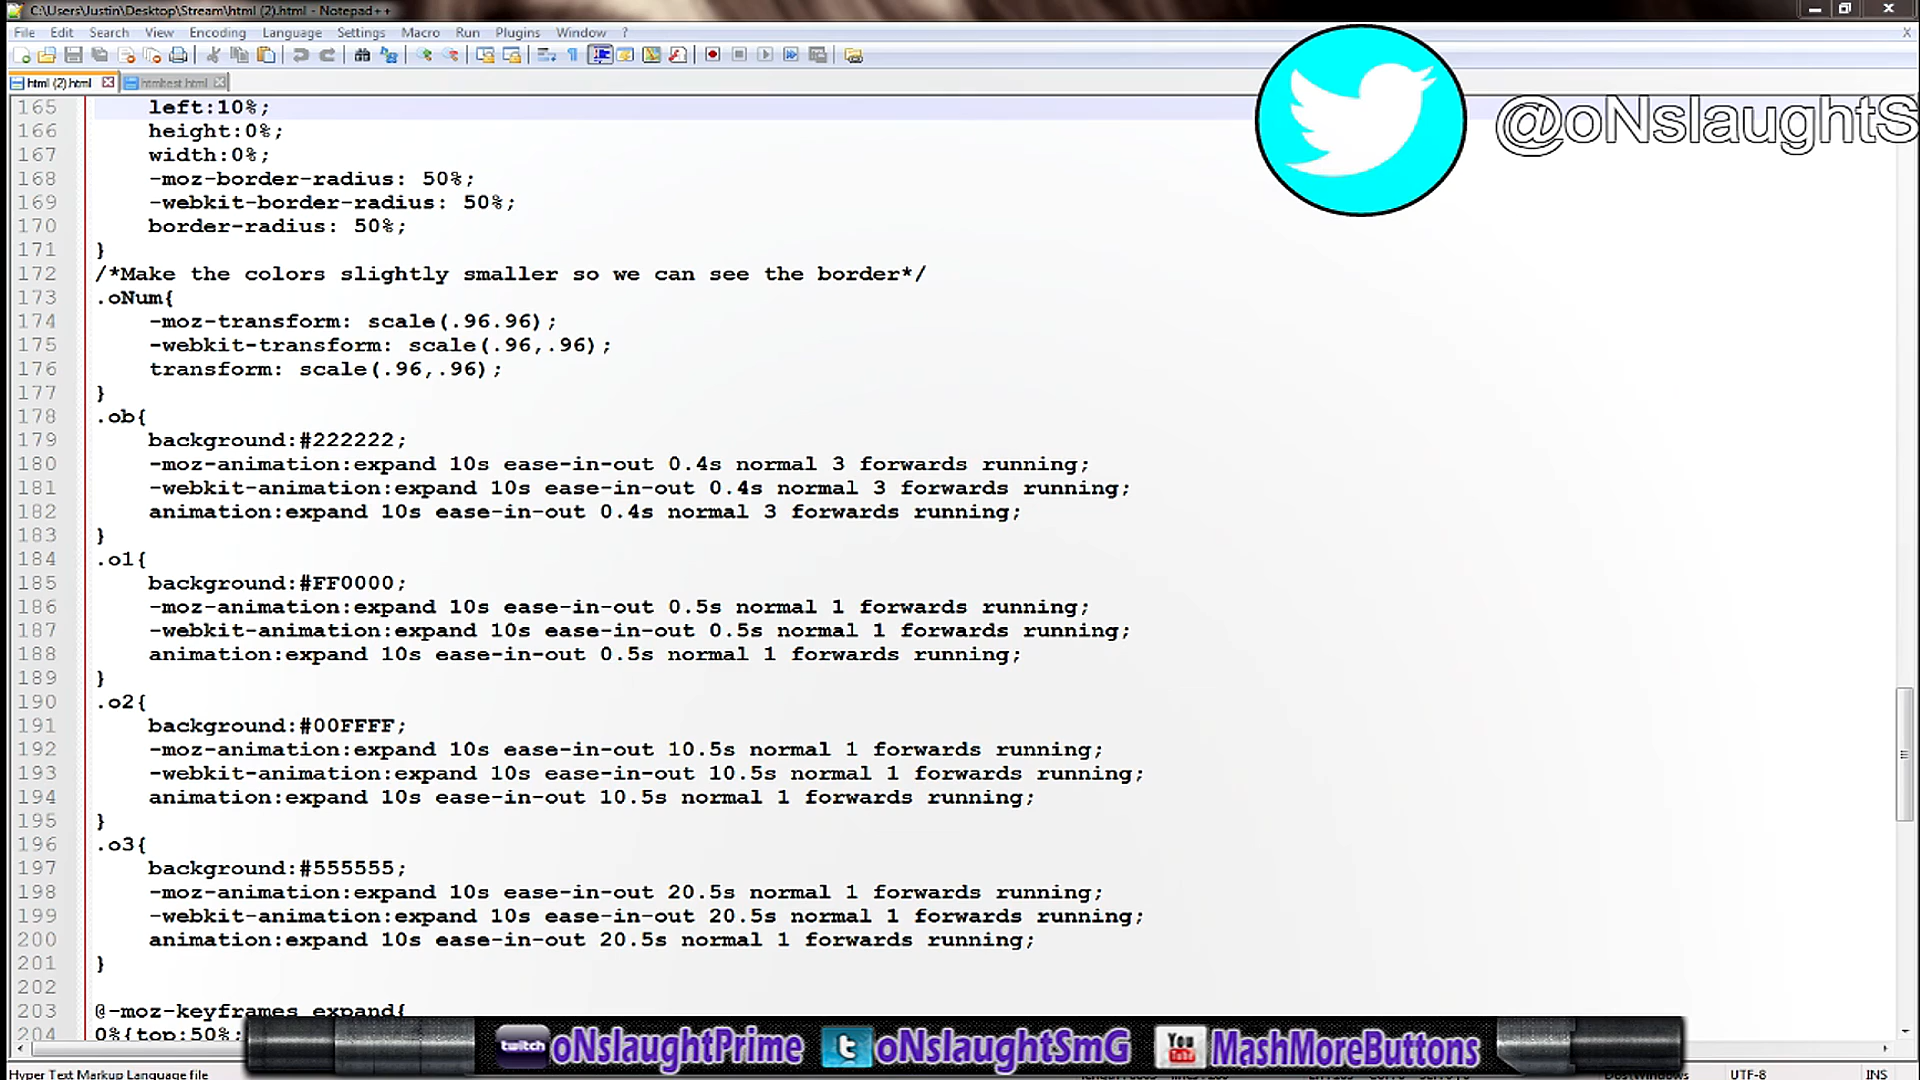 C:\Users\Justin\Desktop\Stream\html (2).html - Notepad++
File Edit Search View Encoding Language Settings Macro Run Plugins Window ?
X
html (2).html htmltest.html
@oNslaughtS
165 left:10%;
166 height:0%;
167 width:0%;
168 -moz-border-radius: 50%;
169 -webkit-border-radius: 50%;
170 border-radius: 50%;
171 }
172 /*Make the colors slightly smaller so we can see the border*/
173 .oNum{
174 -moz-transform: scale(.96.96);
175 -webkit-transform: scale(.96,.96);
176 transform: scale(.96,.96);
177 }
178 .ob{
179 background:#222222;
180 -moz-animation:expand 10s ease-in-out 0.4s normal 3 forwards running;
181 -webkit-animation:expand 10s ease-in-out 0.4s normal 3 forwards running;
182 animation:expand 10s ease-in-out 0.4s normal 3 forwards running;
183 }
184 .o1{
185 background:#FF0000;
186 -moz-animation:expand 10s ease-in-out 0.5s normal 1 forwards running;
187 -webkit-animation:expand 10s ease-in-out 0.5s normal 1 forwards running;
188 animation:expand 10s ease-in-out 0.5s normal 1 forwards running;
189 }
190 .o2{
191 background:#00FFFF;
192 -moz-animation:expand 10s ease-in-out 10.5s normal 1 forwards running;
193 -webkit-animation:expand 10s ease-in-out 10.5s normal 1 forwards running;
194 animation:expand 10s ease-in-out 10.5s normal 1 forwards running;
195 }
196 .o3{
197 background:#555555;
198 -moz-animation:expand 10s ease-in-out 20.5s normal 1 forwards running;
199 -webkit-animation:expand 10s ease-in-out 20.5s normal 1 forwards running;
200 animation:expand 10s ease-in-out 20.5s normal 1 forwards running;
201 }
202
203 @-moz-keyframes expand{
204 0%{top:50%;
twitch oNslaughtPrime t oNslaughtSmG You Tube MashMoreButtons
Hyper Text Markup Language file UTF-8 INS